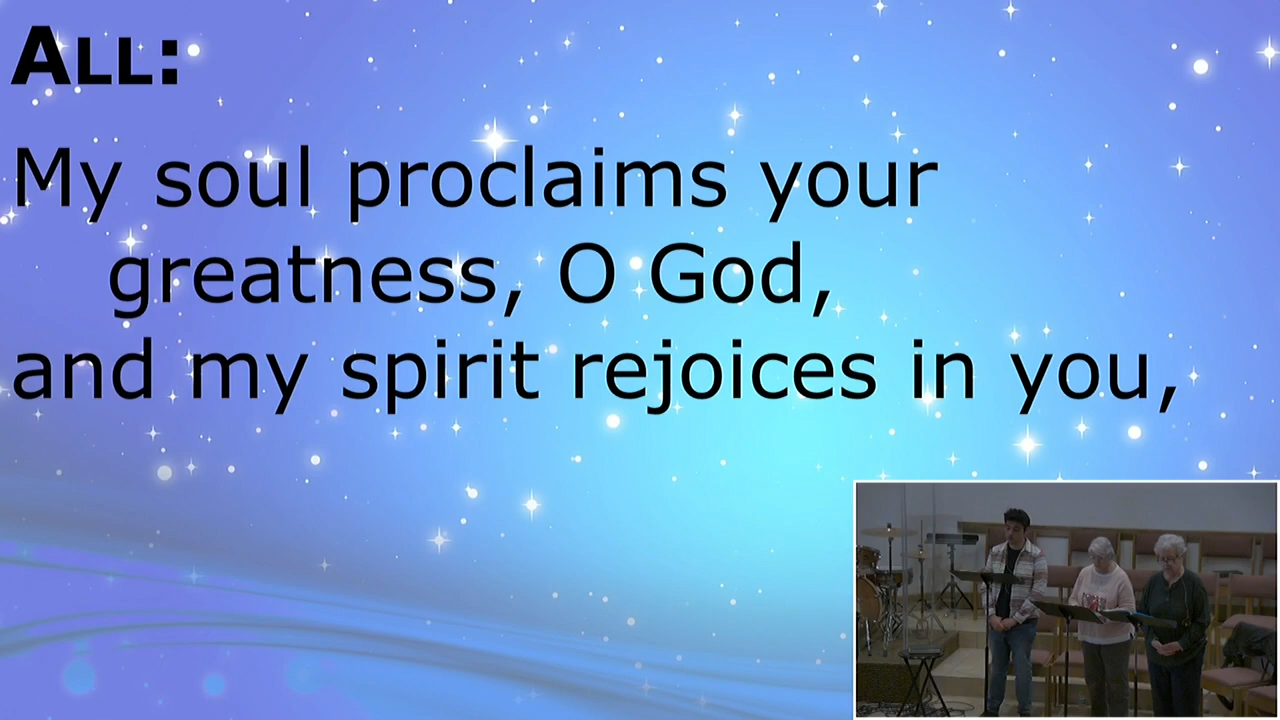 ALL:
My soul proclaims your
greatness, O God,
and my spirit rejoices in you,